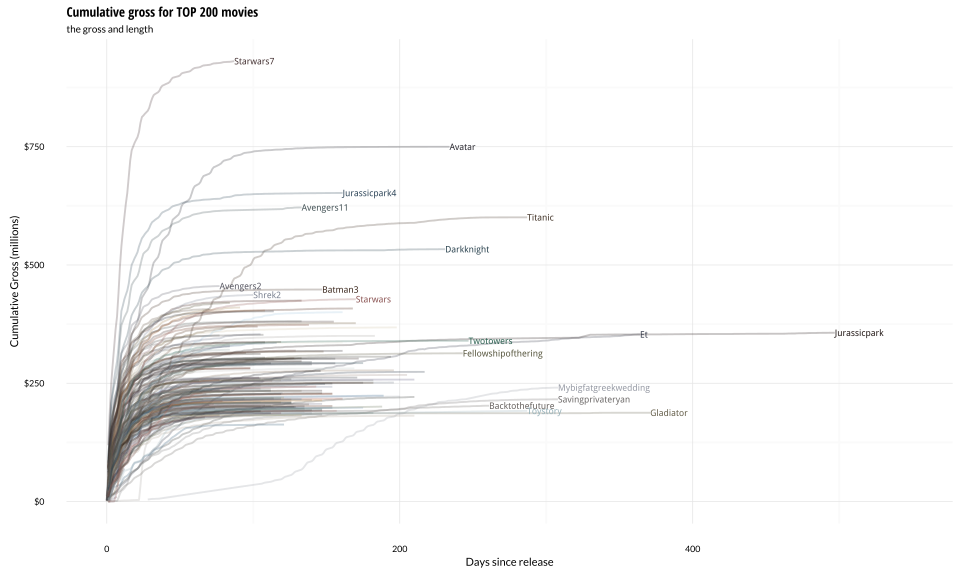 Cumulative gross for TOP 200 movies
the gross and length
Starwars7
$750
Avatar
Jurassicpark4
Avengers11
Titanic
Darkknight
$500
Avengers2
Batman3
Shrek2
Starwars
Et
Jurassicpark
Twotowers
Fellowshipofthering
$250
Mybigfatgreekwedding
Savingprivateryan
Backtothefuture
Toystory
Gladiator
$0
0
200
400
Days since release
Cumulative Gross (millions)